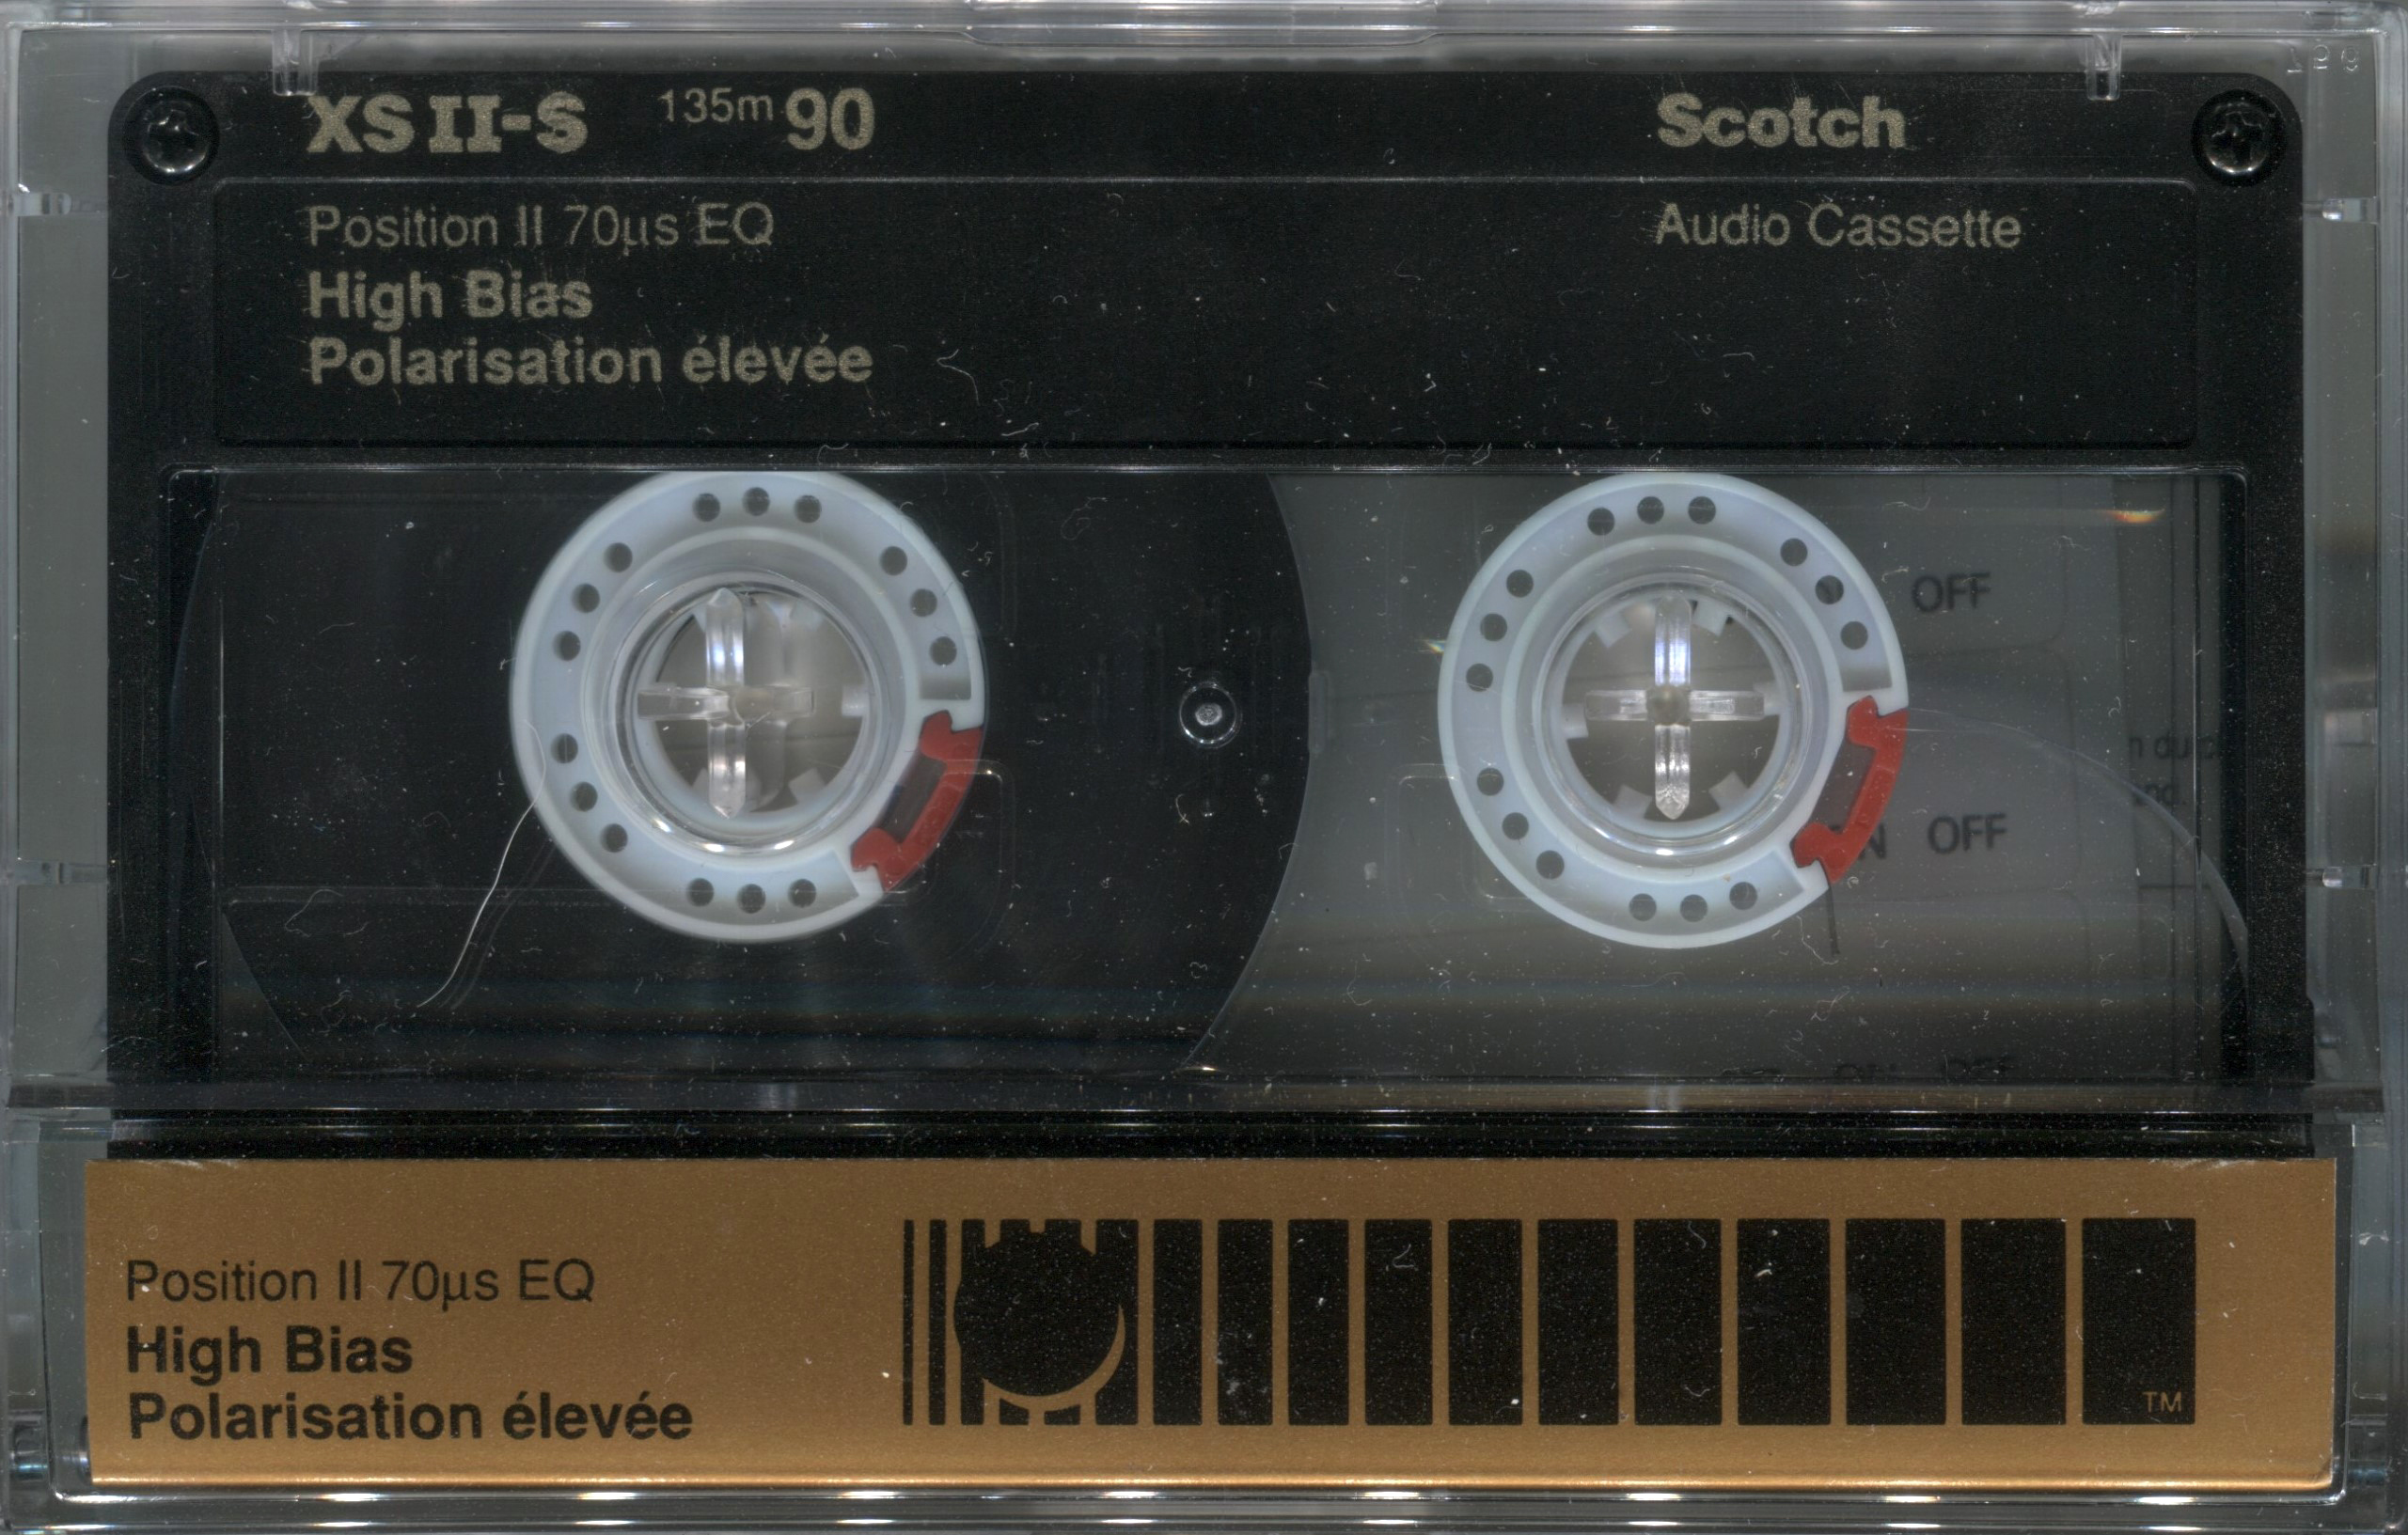 XS II-S 135m 90 Scotch
Position II 70µs EQ Audio Cassette
High Bias
Polarisation élevée
OFF
OFF
Position II 70µs EQ
High Bias
Polarisation élevée
TM